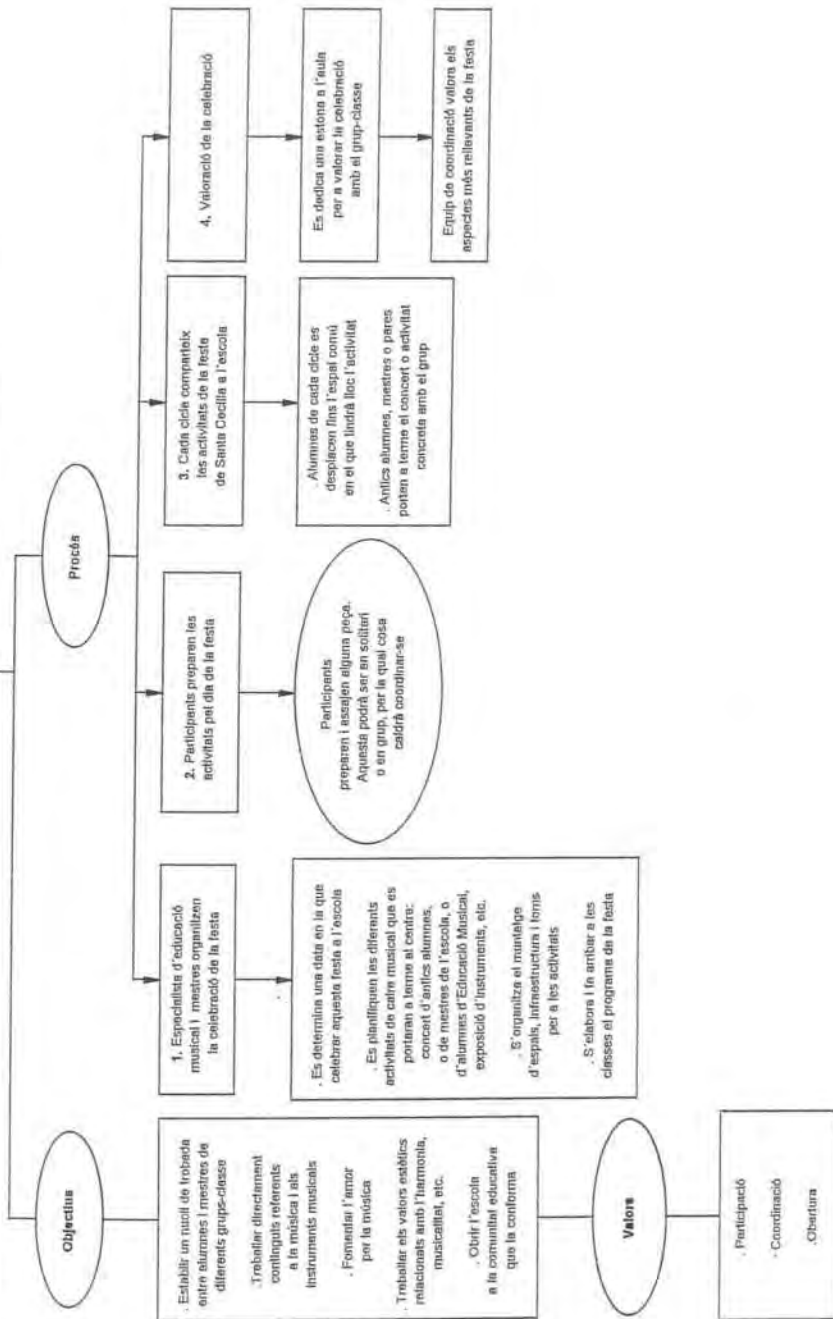 Objectius
. Establir un nucli de trobada
entre alumnes i mestres de
diferents grups-classe
.Treballar directament
continguts referents
a la música i als
instruments musicals
. Fomentar l'amor
per la música
. Treballar els valors estètics
relacionats amb l'harmonia,
musicalitat, etc.
. Obrir l'escola
a la comunitat educativa
que la conforma
Valors
. Participació
. Coordinació
.Obertura
Procés
1. Especialista d'educació
musical i mestres organitzen
la celebració de la festa
. Es determina una data en la que
celebrar aquesta festa a l'escola
. Es planifiquen les diferents
activitats de caire musical que es
portaran a terme al centre:
concert d'antics alumnes,
o de mestres de l'escola, o
d'alumnes d'Educació Musical,
exposició d'instruments, etc.
. S'organitza el muntatge
d'espais, infraestructura i torns
per a les activitats
. S'elabora i fa arribar a les
classes el programa de la festa
2. Participants preparen les
activitats pel dia de la festa
Participants
preparen i assajen alguna peça.
Aquesta podrà ser en solitari
o en grup, per la qual cosa
caldrà coordinar-se
3. Cada cicle comparteix
les activitats de la festa
de Santa Cecília a l'escola
. Alumnes de cada cicle es
desplacen fins l'espai comú
en el que tindrà lloc l'activitat
. Antics alumnes, mestres o pares
porten a terme el concert o activitat
concreta amb el grup
4. Valoració de la celebració
Es dedica una estona a l'aula
per a valorar la celebració
amb el grup-classe
Equip de coordinació valora els
aspectes més rellevants de la festa